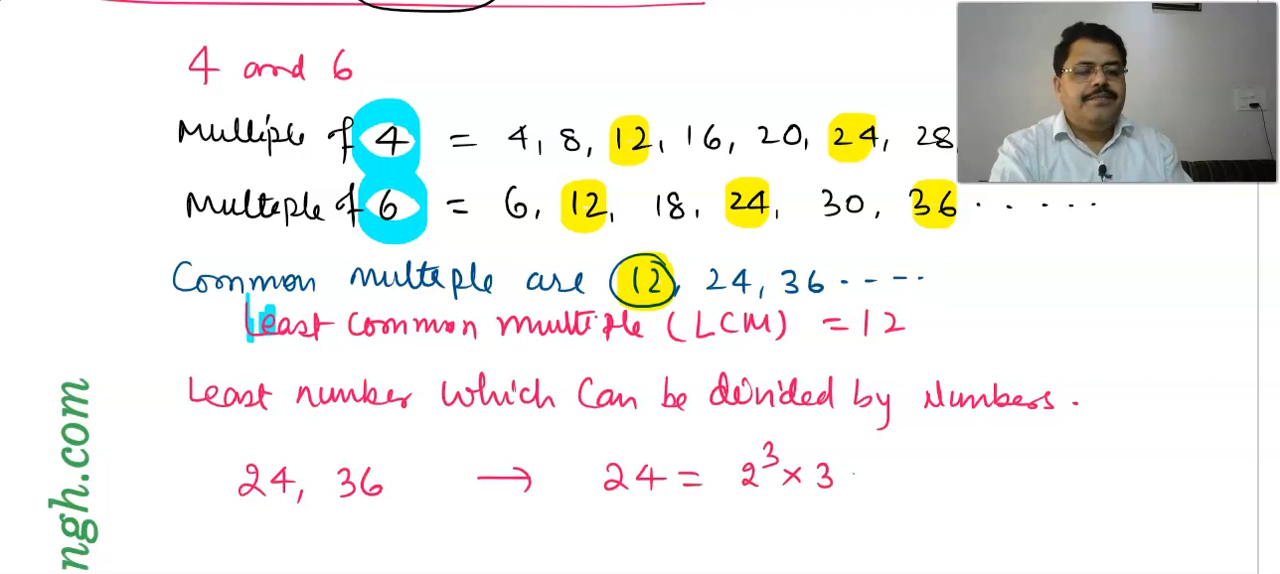 4 and 6
Multiple of 4 = 4, 8, 12, 16, 20, 24, 28
Multiple of 6 = 6, 12, 18, 24, 30, 36 . . . . .
Common multiple are 12, 24, 36 - - - -
Least common multiple (LCM) = 12
Least number which can be divided by numbers.
24, 36 → 24 = 2³ × 3
ngh.com